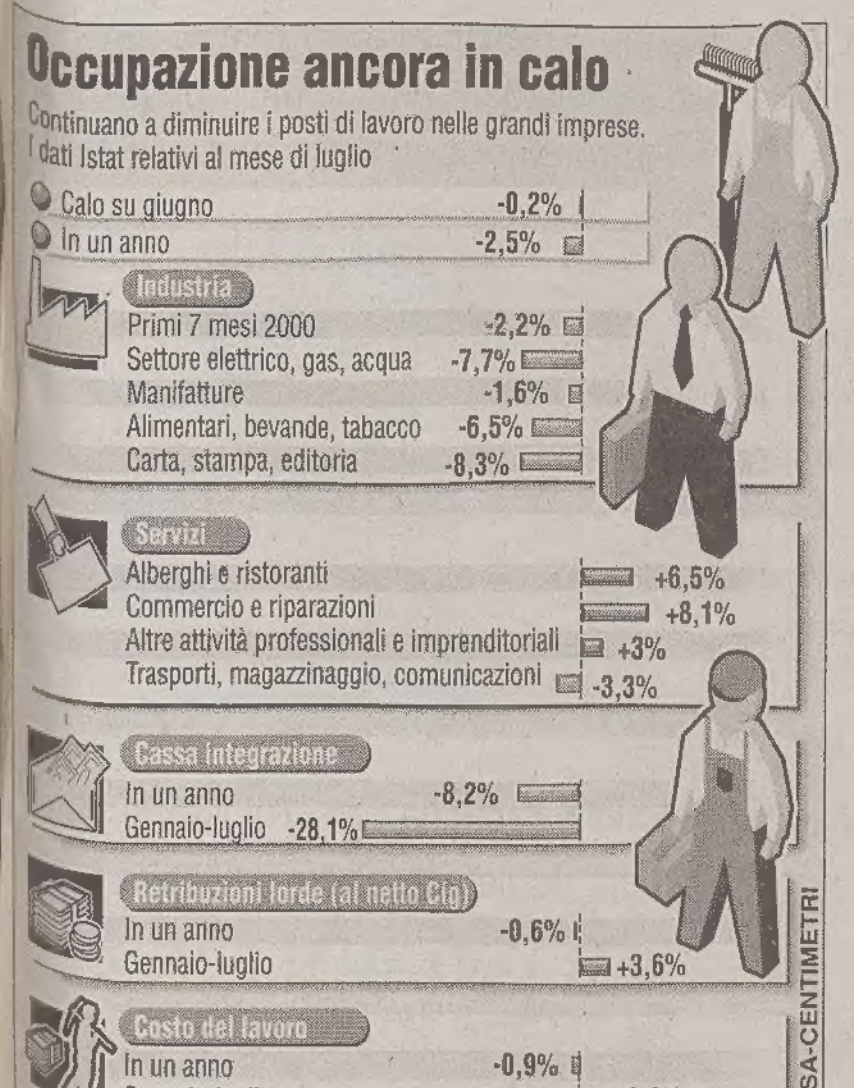 Occupazione ancora in calo
Continuano a diminuire i posti di lavoro nelle grandi imprese.
I dati Istat relativi al mese di luglio
Calo su giugno -0,2%
In un anno -2,5%
Industria
Primi 7 mesi 2000 -2,2%
Settore elettrico, gas, acqua -7,7%
Manifatture -1,6%
Alimentari, bevande, tabacco -6,5%
Carta, stampa, editoria -8,3%
Servizi
Alberghi e ristoranti +6,5%
Commercio e riparazioni +8,1%
Altre attività professionali e imprenditoriali +3%
Trasporti, magazzinaggio, comunicazioni -3,3%
Cassa integrazione
In un anno -8,2%
Gennaio-luglio -28,1%
Retribuzioni lorde (al netto Cig)
In un anno -0,6%
Gennaio-luglio +3,6%
Costo del lavoro
In un anno -0,9%
SA-CENTIMETRI